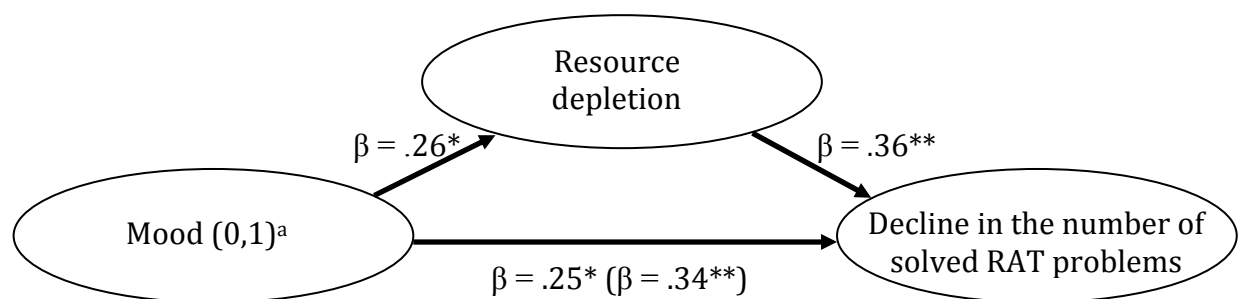 Resource
depletion
β = .26*
β = .36**
Mood (0,1)ᵃ
Decline in the number of
solved RAT problems
β = .25* (β = .34**)